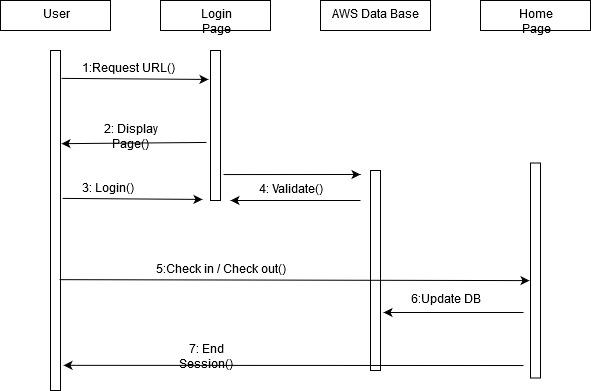 User
Login
Page
AWS Data Base
Home
Page
1:Request URL()
2: Display
Page()
3: Login()
4: Validate()
5:Check in / Check out()
6:Update DB
7: End
Session()